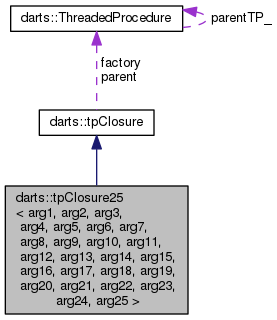 darts::ThreadedProcedure
parentTP_
factory
parent
darts::tpClosure
darts::tpClosure25
< arg1, arg2, arg3,
arg4, arg5, arg6, arg7,
arg8, arg9, arg10, arg11,
arg12, arg13, arg14, arg15,
arg16, arg17, arg18, arg19,
arg20, arg21, arg22, arg23,
arg24, arg25 >